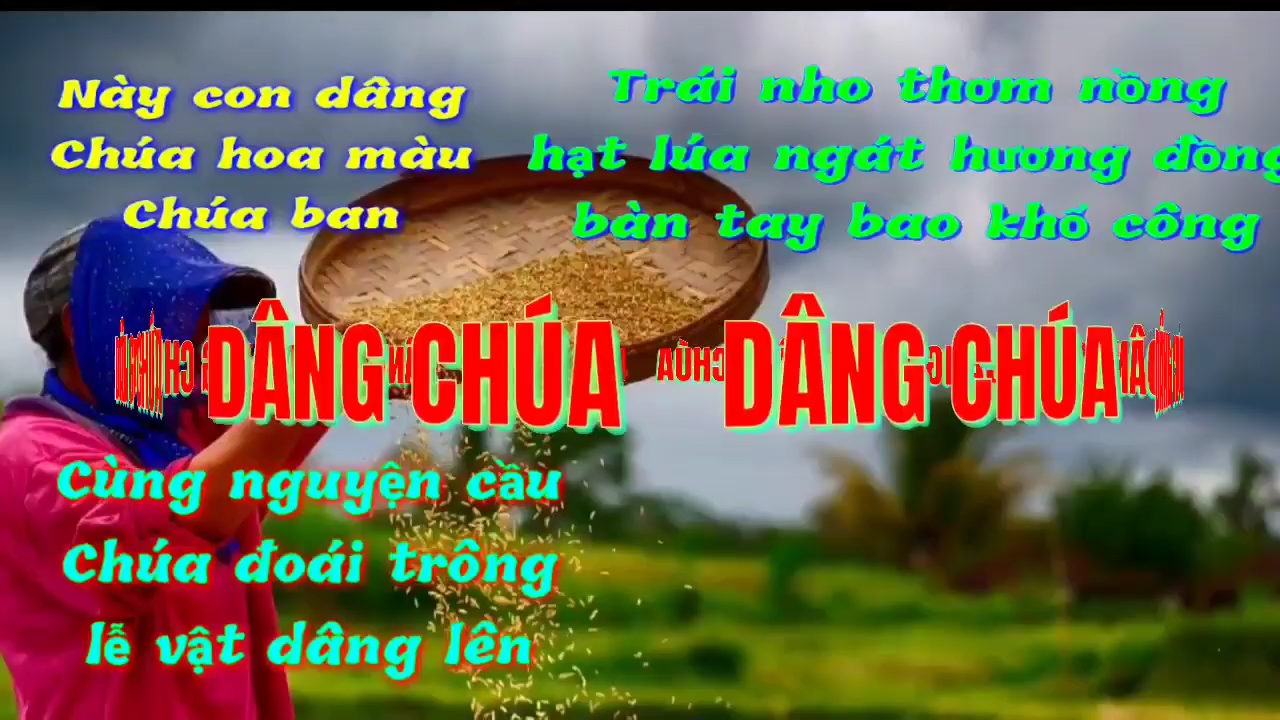 Này con dâng
Chúa hoa màu
Chúa ban
Trái nho thơm nồng
hạt lúa ngát hương đồng
bàn tay bao khố công
DÂNG CHÚA DÂNG CHÚA
Cùng nguyện cầu
Chúa đoái trông
lễ vật dâng lên